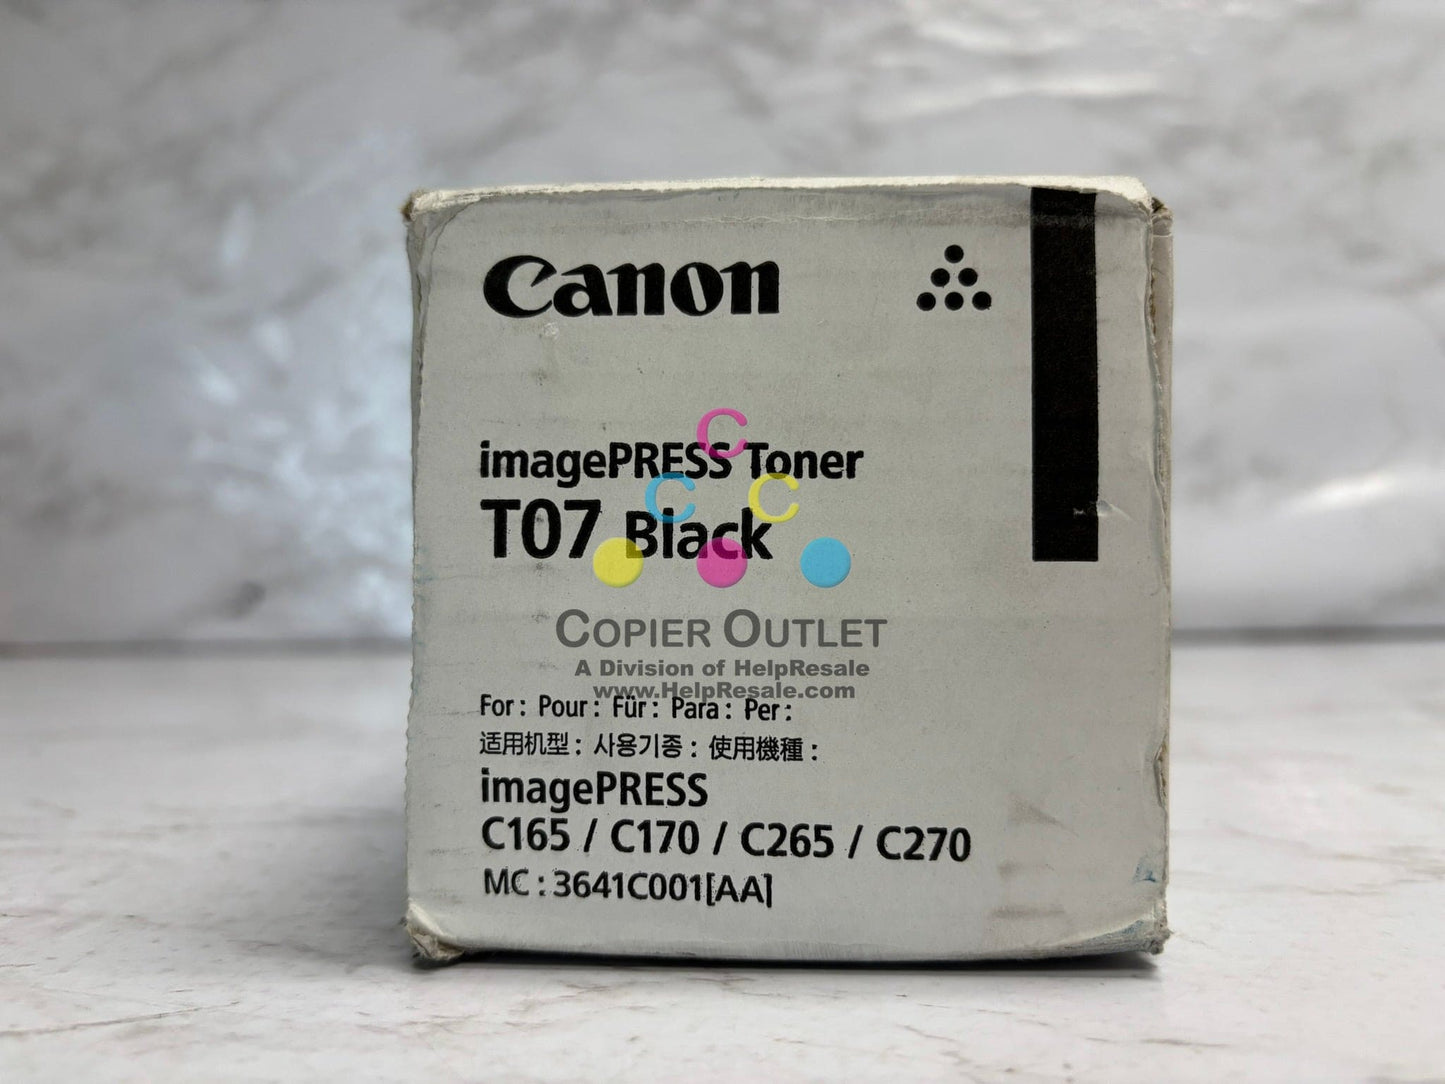 Canon
imagePRESS Toner
T07 Black
COPIER OUTLET
A Division of HelpResale
www.HelpResale.com
For : Pour : Für : Para : Per :
适用机型 : 사용기종 : 使用機種 :
imagePRESS
C165 / C170 / C265 / C270
MC : 3641C001[AA]